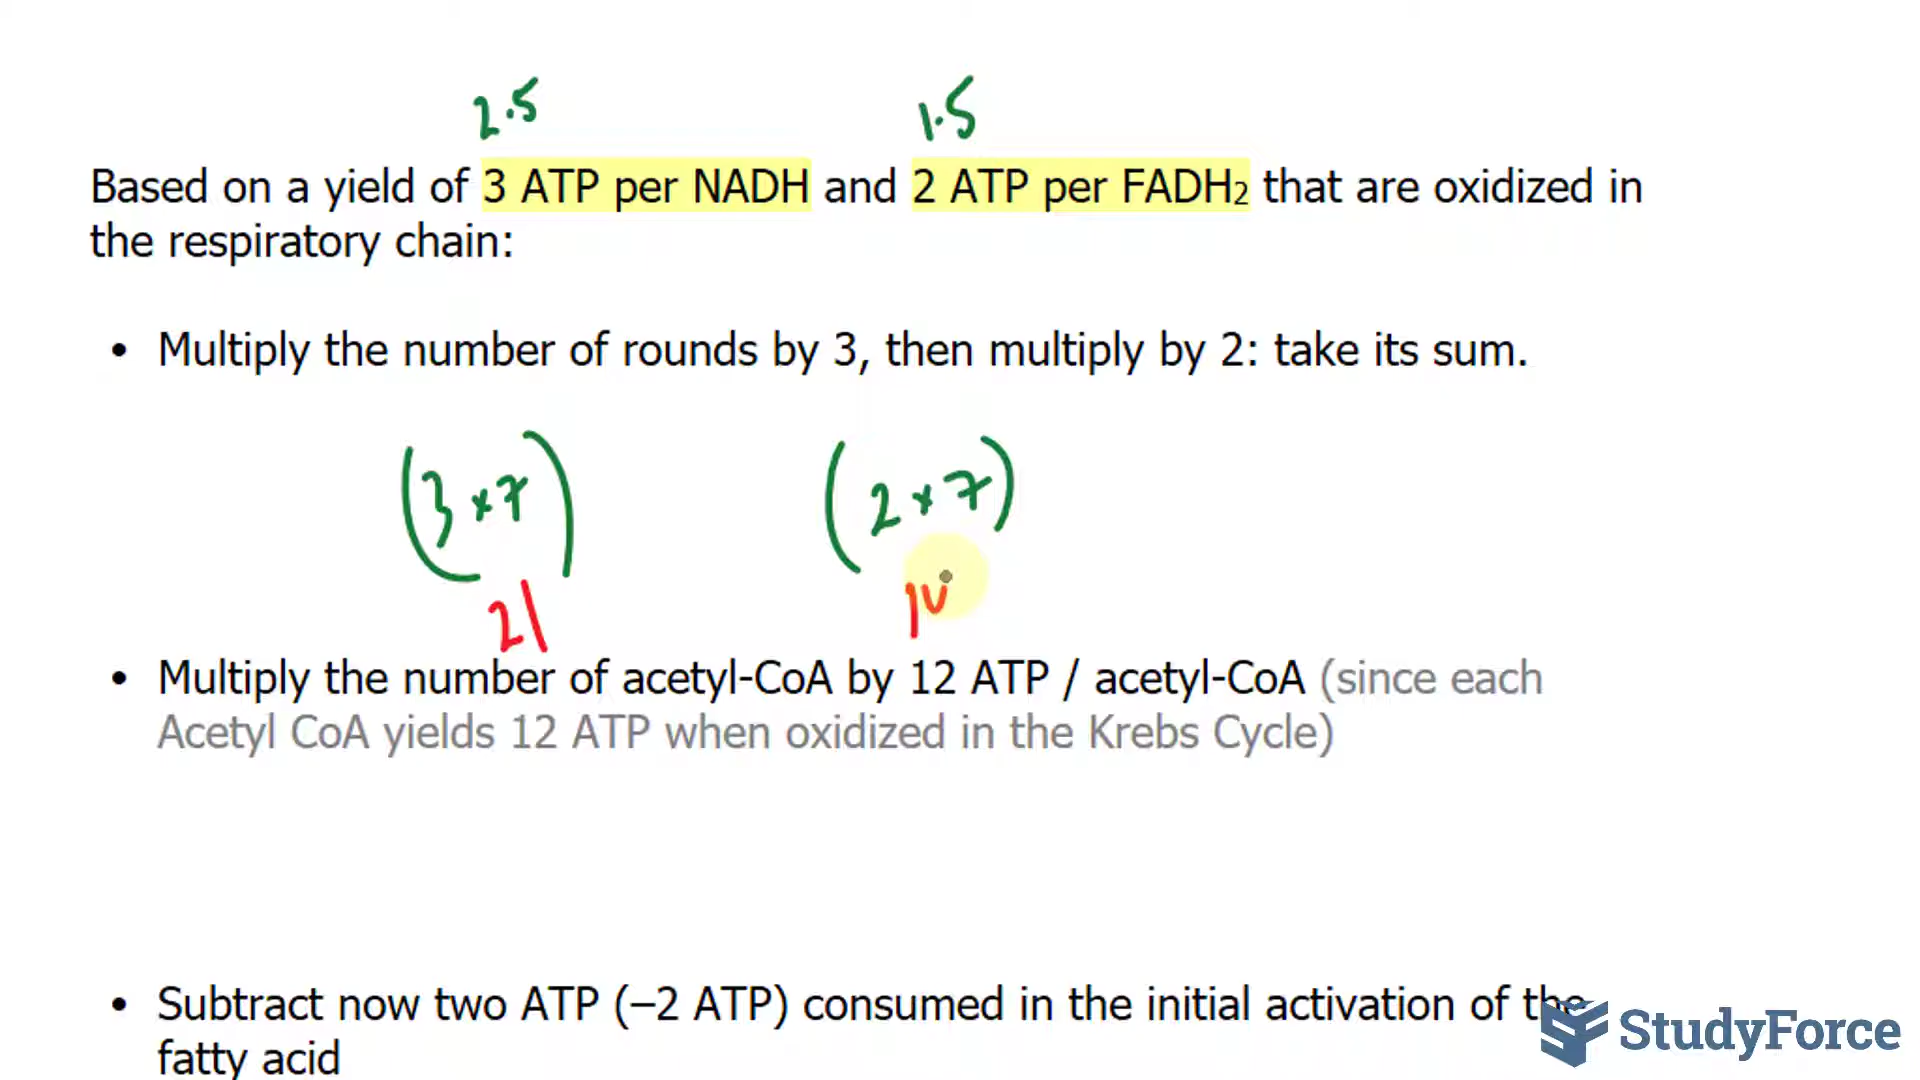 2.5 1.5
Based on a yield of 3 ATP per NADH and 2 ATP per FADH₂ that are oxidized in
the respiratory chain:
• Multiply the number of rounds by 3, then multiply by 2: take its sum.
(3 × 7) (2 × 7)
21
• Multiply the number of acetyl-CoA by 12 ATP / acetyl-CoA (since each
Acetyl CoA yields 12 ATP when oxidized in the Krebs Cycle)
• Subtract now two ATP (–2 ATP) consumed in the initial activation of the
fatty acid
StudyForce